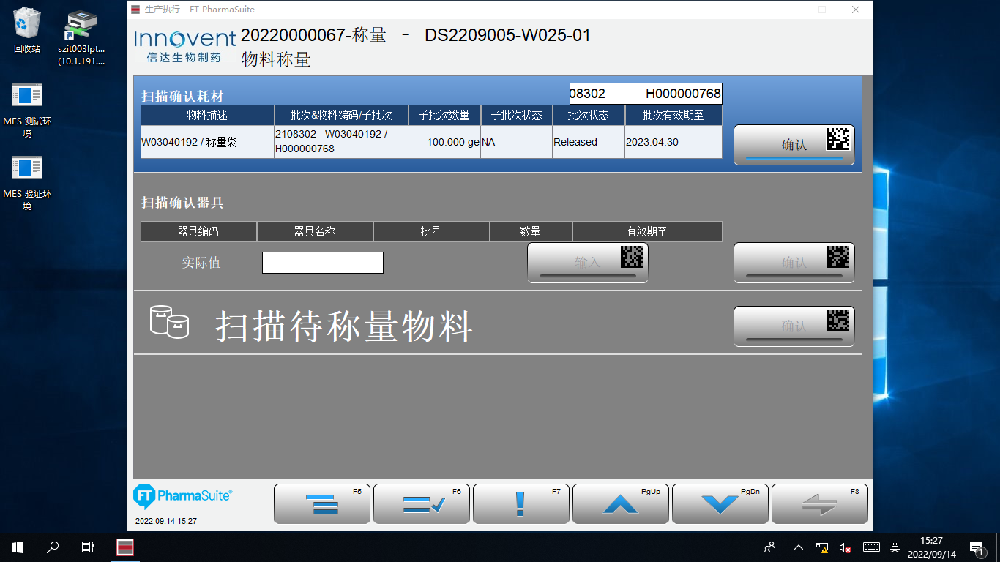 生产执行 - FT PharmaSuite
回收站
szit003lpt...
(10.1.191....
MES 测试环
境
MES 验证环
境
Innovent
信达生物制药
20220000067-称量 - DS2209005-W025-01
物料称量
扫描确认耗材
08302 H000000768
物料描述 批次&物料编码/子批次 子批次数量 子批次状态 批次状态 批次有效期至
W03040192 / 称量袋 2108302 W03040192 / 100.000 ge NA Released 2023.04.30
H000000768
确认
扫描确认器具
器具编码 器具名称 批号 数量 有效期至
实际值 输入 确认
扫描待称量物料 确认
FT PharmaSuite®
2022.09.14 15:27
F5 F6 F7 PgUp PgDn F8
英
15:27
2022/09/14
1